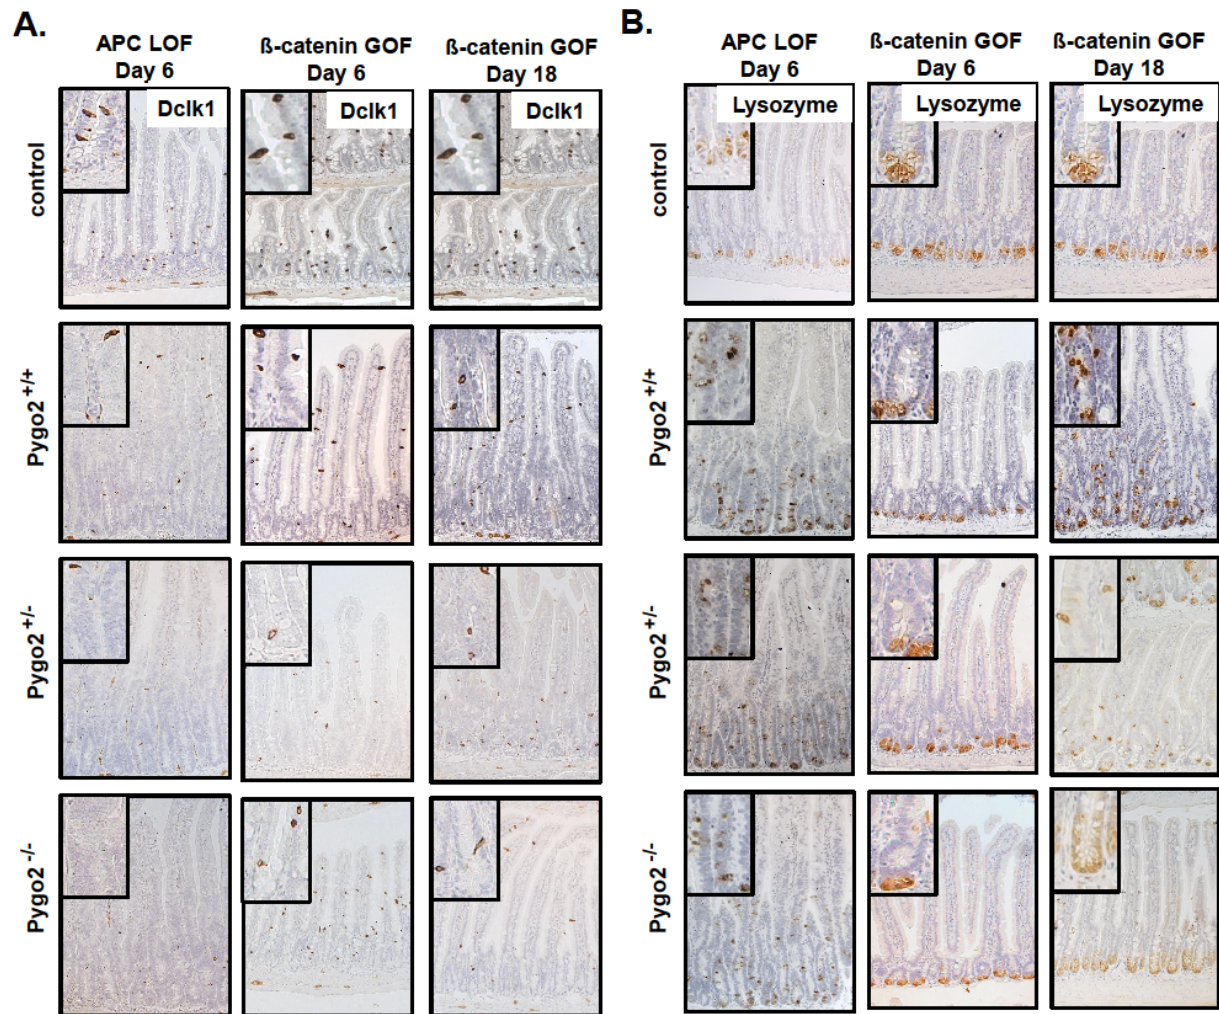 A.
APC LOF
Day 6
ß-catenin GOF
Day 6
ß-catenin GOF
Day 18
control
Dclk1
Dclk1
Dclk1
Pygo2 +/+
Pygo2 +/-
Pygo2 -/-
B.
APC LOF
Day 6
ß-catenin GOF
Day 6
ß-catenin GOF
Day 18
control
Lysozyme
Lysozyme
Lysozyme
Pygo2 +/+
Pygo2 +/-
Pygo2 -/-